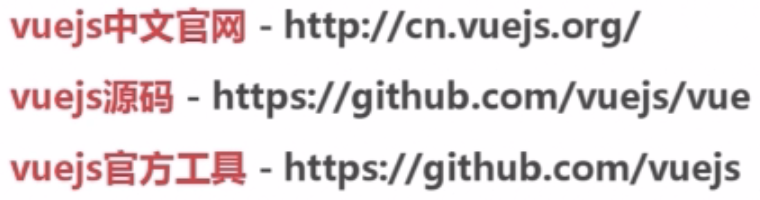 vuejs中文官网 - http://cn.vuejs.org/
vuejs源码 - https://github.com/vuejs/vue
vuejs官方工具 - https://github.com/vuejs